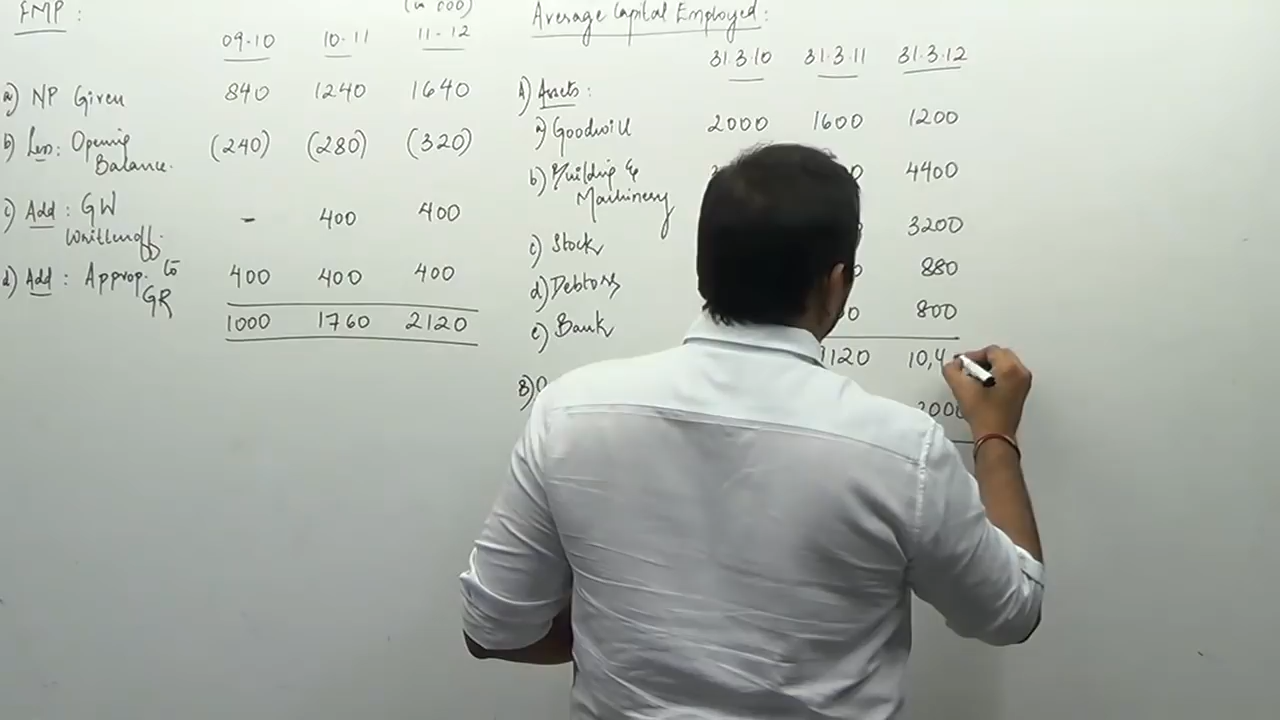 FMP :
(in 000)
09-10 10-11 11-12
a) NP Given 840 1240 1640
b) Less: Opening Balance. (240) (280) (320)
c) Add : GW Writtenoff. - 400 400
d) Add : Approp. to GR 400 400 400
1000 1760 2120
Average Capital Employed :
31.3.10 31.3.11 31.3.12
A) Assets :
a) Goodwill 2000 1600 1200
b) Building & Machinery 4400
c) Stock 3200
d) Debtors 880
e) Bank 800
1120 10,4
B)